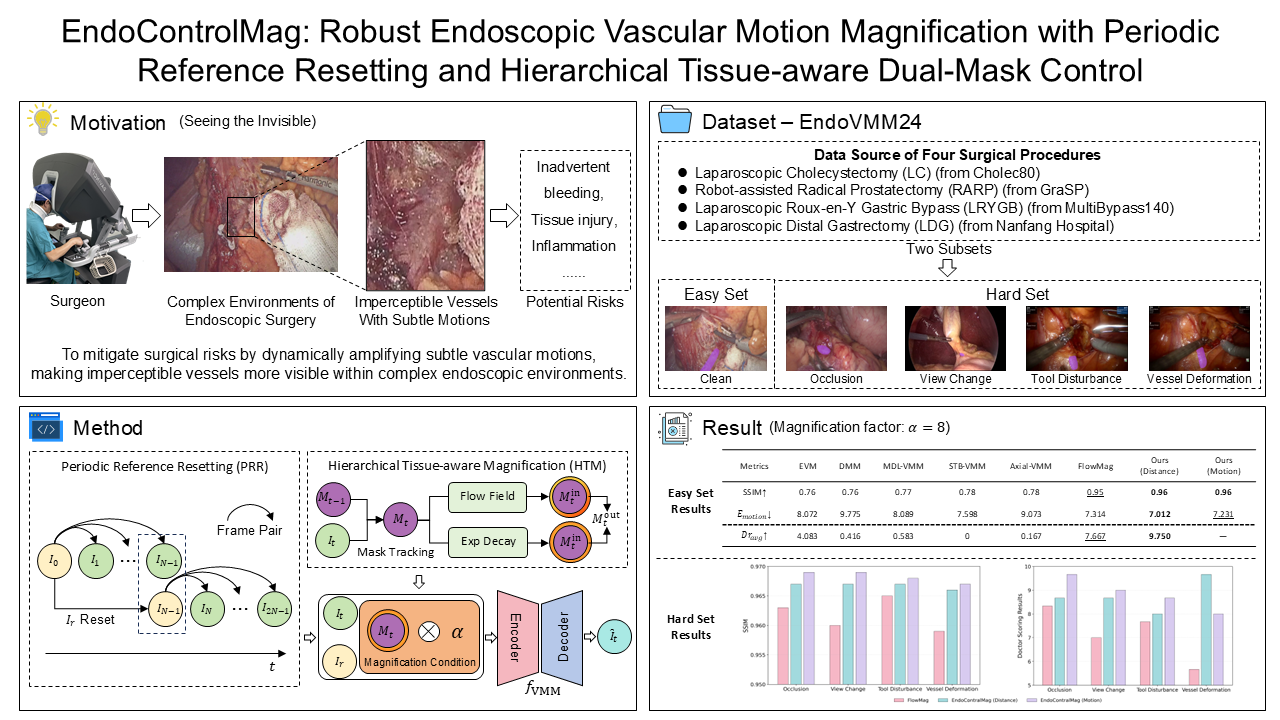 EndoControlMag: Robust Endoscopic Vascular Motion Magnification with Periodic
Reference Resetting and Hierarchical Tissue-aware Dual-Mask Control
Motivation (Seeing the Invisible)
harmonic
Inadvertent
bleeding,
Tissue injury,
Inflammation
......
Surgeon
Complex Environments of
Endoscopic Surgery
Imperceptible Vessels
With Subtle Motions
Potential Risks
To mitigate surgical risks by dynamically amplifying subtle vascular motions,
making imperceptible vessels more visible within complex endoscopic environments.
Dataset – EndoVMM24
Data Source of Four Surgical Procedures
● Laparoscopic Cholecystectomy (LC) (from Cholec80)
● Robot-assisted Radical Prostatectomy (RARP) (from GraSP)
● Laparoscopic Roux-en-Y Gastric Bypass (LRYGB) (from MultiBypass140)
● Laparoscopic Distal Gastrectomy (LDG) (from Nanfang Hospital)
Two Subsets
Easy Set
Hard Set
Clean
Occlusion
View Change
Tool Disturbance
Vessel Deformation
Method
Periodic Reference Resetting (PRR)
Frame Pair
I_0 I_1 ... I_{N-1}
I_{N-1} I_N ... I_{2N-1}
I_r Reset
t
Hierarchical Tissue-aware Magnification (HTM)
M_{t-1}
I_t
M_t
Mask Tracking
Flow Field
Exp Decay
M_t^{in}
M_t^{in}
M_t^{out}
I_t
I_r
M_t ⊗ α
Magnification Condition
Encoder
Decoder
f_{VMM}
Î_t
Result (Magnification factor: α = 8)
Easy Set
Results
Metrics EVM DMM MDL-VMM STB-VMM Axial-VMM FlowMag Ours (Distance) Ours (Motion)
SSIM↑ 0.76 0.76 0.77 0.78 0.78 0.95 0.96 0.96
E_{motion}↓ 8.072 9.775 8.089 7.598 9.073 7.314 7.012 7.231
Dr_{avg}↑ 4.083 0.416 0.583 0 0.167 7.667 9.750 —
Hard Set
Results
SSIM
0.970
0.965
0.960
0.955
0.950
Occlusion View Change Tool Disturbance Vessel Deformation
Doctor Scoring Results
10
9
8
7
6
5
Occlusion View Change Tool Disturbance Vessel Deformation
FlowMag EndoControlMag (Distance) EndoControlMag (Motion)